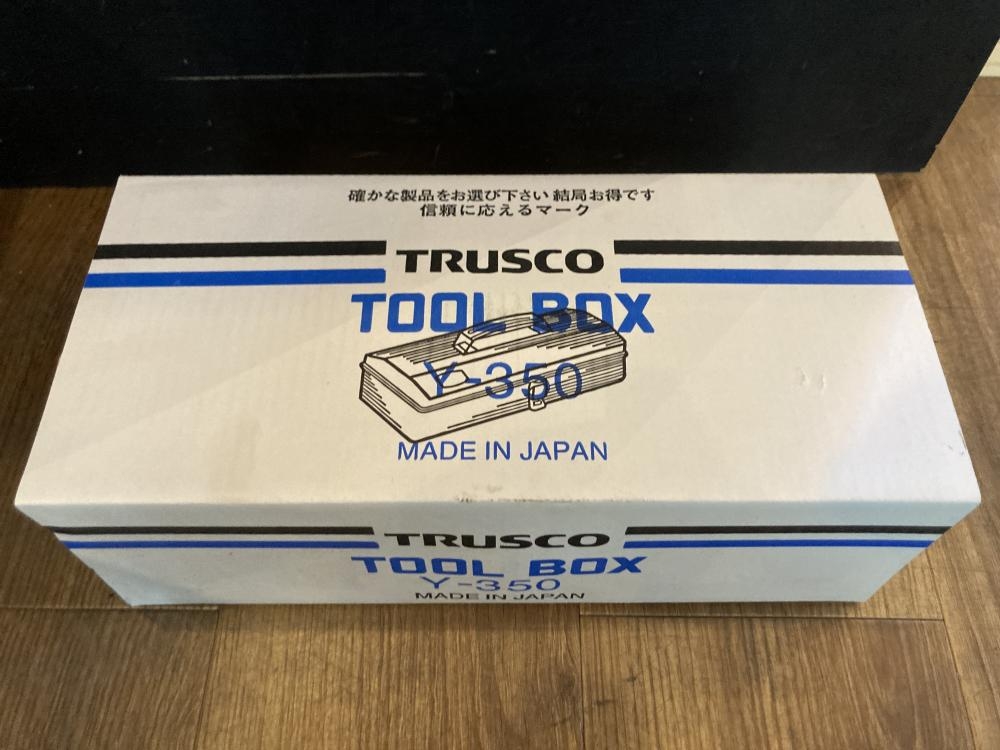 確かな製品をお選び下さい 結局お得です
信頼に応えるマーク
TRUSCO
TOOL BOX
Y-350
MADE IN JAPAN
TRUSCO
TOOL BOX
Y-350
MADE IN JAPAN